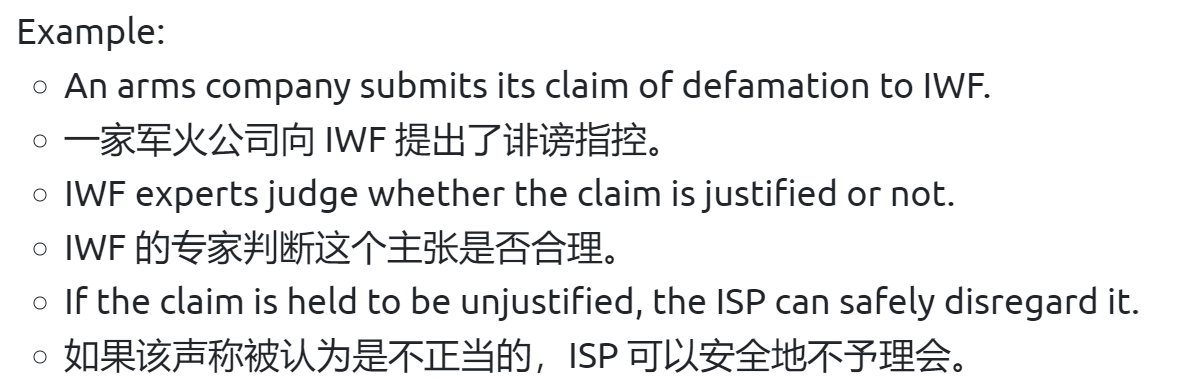 Example:
An arms company submits its claim of defamation to IWF.
一家军火公司向 IWF 提出了诽谤指控。
IWF experts judge whether the claim is justified or not.
IWF 的专家判断这个主张是否合理。
If the claim is held to be unjustified, the ISP can safely disregard it.
如果该声称被认为是不正当的，ISP 可以安全地不予理会。